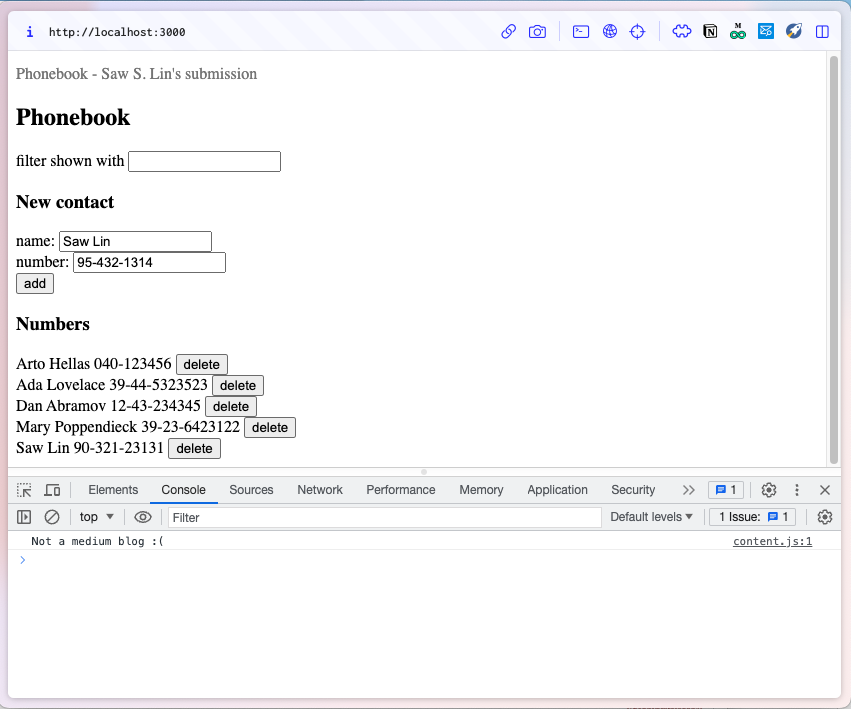 i http://localhost:3000
Phonebook - Saw S. Lin's submission
Phonebook
filter shown with
New contact
name: Saw Lin
number: 95-432-1314
add
Numbers
Arto Hellas 040-123456 delete
Ada Lovelace 39-44-5323523 delete
Dan Abramov 12-43-234345 delete
Mary Poppendieck 39-23-6423122 delete
Saw Lin 90-321-23131 delete
Elements Console Sources Network Performance Memory Application Security 1
top Filter Default levels 1 Issue: 1
Not a medium blog :( content.js:1